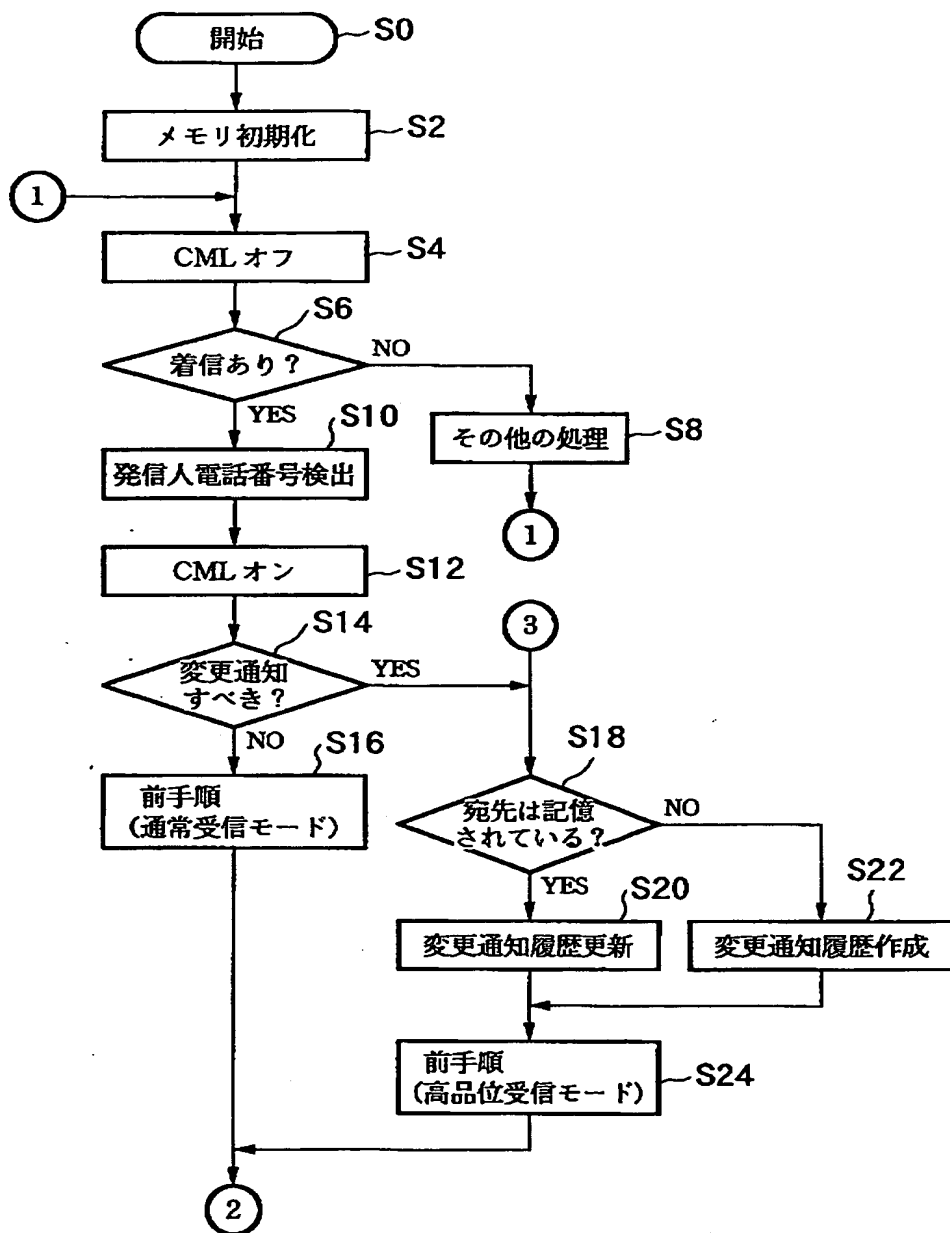 開始
S0
メモリ初期化
S2
1
CML オフ
S4
S6
着信あり?
NO
YES
S10
その他の処理
S8
発信人電話番号検出
1
CML オン
S12
3
S14
変更通知
すべき?
YES
NO
S16
S18
前手順
(通常受信モード)
宛先は記憶
されている?
NO
YES
S20
S22
変更通知履歴更新
変更通知履歴作成
前手順
(高品位受信モード)
S24
2